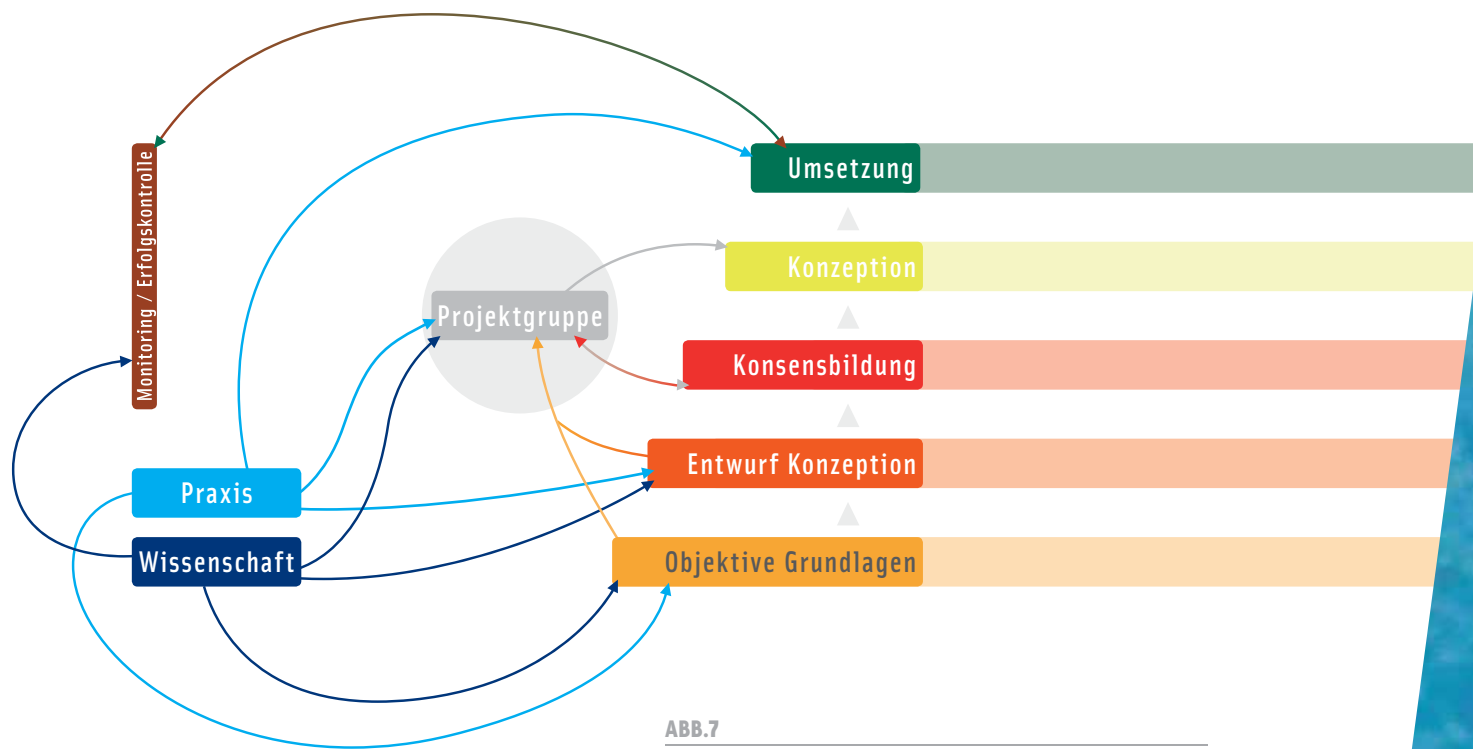 Monitoring / Erfolgskontrolle
Umsetzung
Konzeption
Projektgruppe
Konsensbildung
Entwurf Konzeption
Praxis
Wissenschaft
Objektive Grundlagen
ABB.7